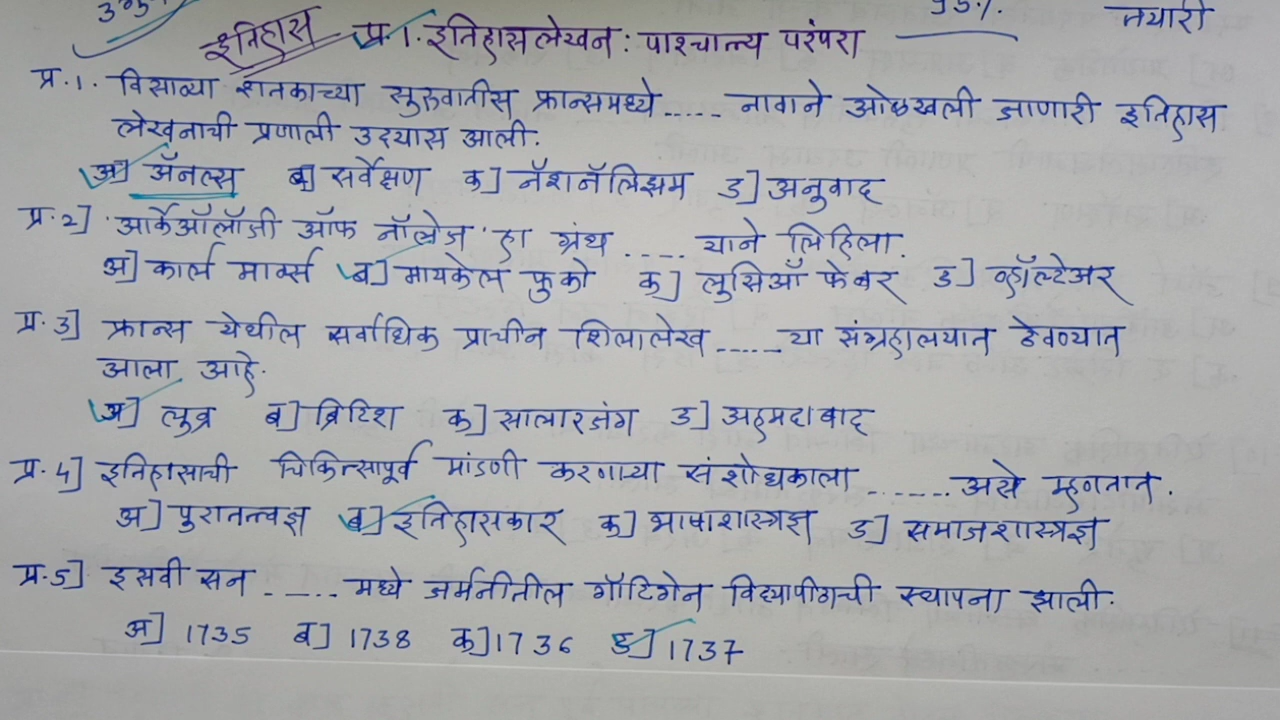 तयारी
इतिहास प्र.1. इतिहासलेखन : पाश्चात्त्य परंपरा
प्र.1. विसाव्या शतकाच्या सुरुवातीस फ्रान्समध्ये ..... नावाने ओळखली जाणारी इतिहास
लेखनाची प्रणाली उदयास आली.
अ] ॲनल्स ब] सर्वेक्षण क] नॅशनॅलिझम ड] अनुवाद
प्र.2] 'आर्केऑलॉजी ऑफ नॉलेज' हा ग्रंथ ..... याने लिहिला.
अ] कार्ल मार्क्स ब] मायकेल फुको क] लुसिआँ फेबर ड] व्हॉल्टेअर
प्र.3] फ्रान्स येथील सर्वाधिक प्राचीन शिलालेख ..... या संग्रहालयात ठेवण्यात
आला आहे.
अ] लुव्र ब] ब्रिटिश क] सालारजंग ड] अहमदाबाद
प्र.4] इतिहासाची चिकित्सापूर्व मांडणी करणाऱ्या संशोधकाला ....... असे म्हणतात.
अ] पुरातत्त्वज्ञ ब] इतिहासकार क] भाषाशास्त्रज्ञ ड] समाजशास्त्रज्ञ
प्र.5] इसवी सन ...... मध्ये जर्मनीतील गॉटिंगेन विद्यापीठाची स्थापना झाली.
अ] 1735 ब] 1738 क] 1736 ड] 1737